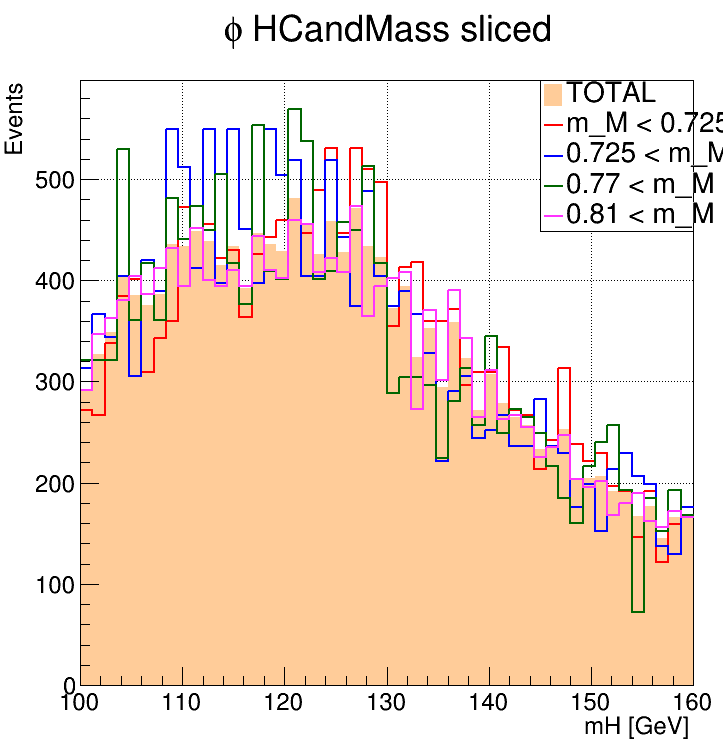 ϕ HCandMass sliced
Events
TOTAL
m_M < 0.725
0.725 < m_M
0.77 < m_M
0.81 < m_M
500
400
300
200
100
0
100 110 120 130 140 150 160
mH [GeV]